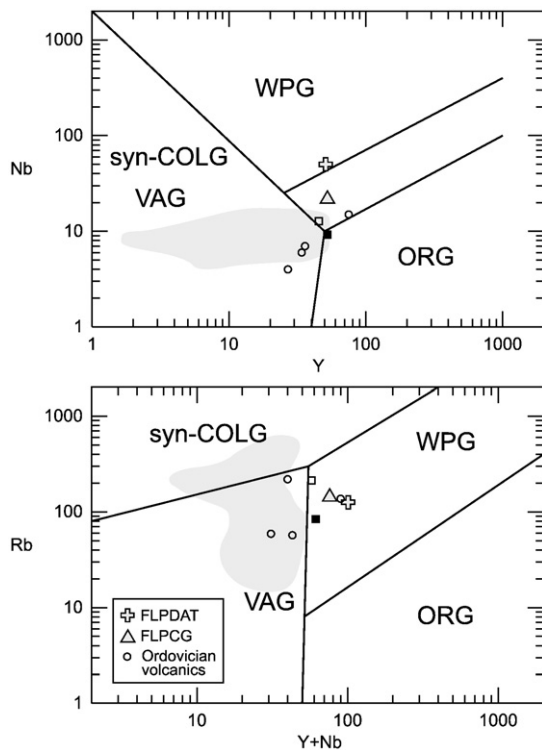 1000
WPG
100
syn-COLG
Nb
VAG
10
ORG
1
1
10
100
1000
Y
1000
syn-COLG
WPG
100
Rb
VAG
10
ORG
FLPDAT
FLPCG
Ordovician
volcanics
1
10
100
1000
Y+Nb